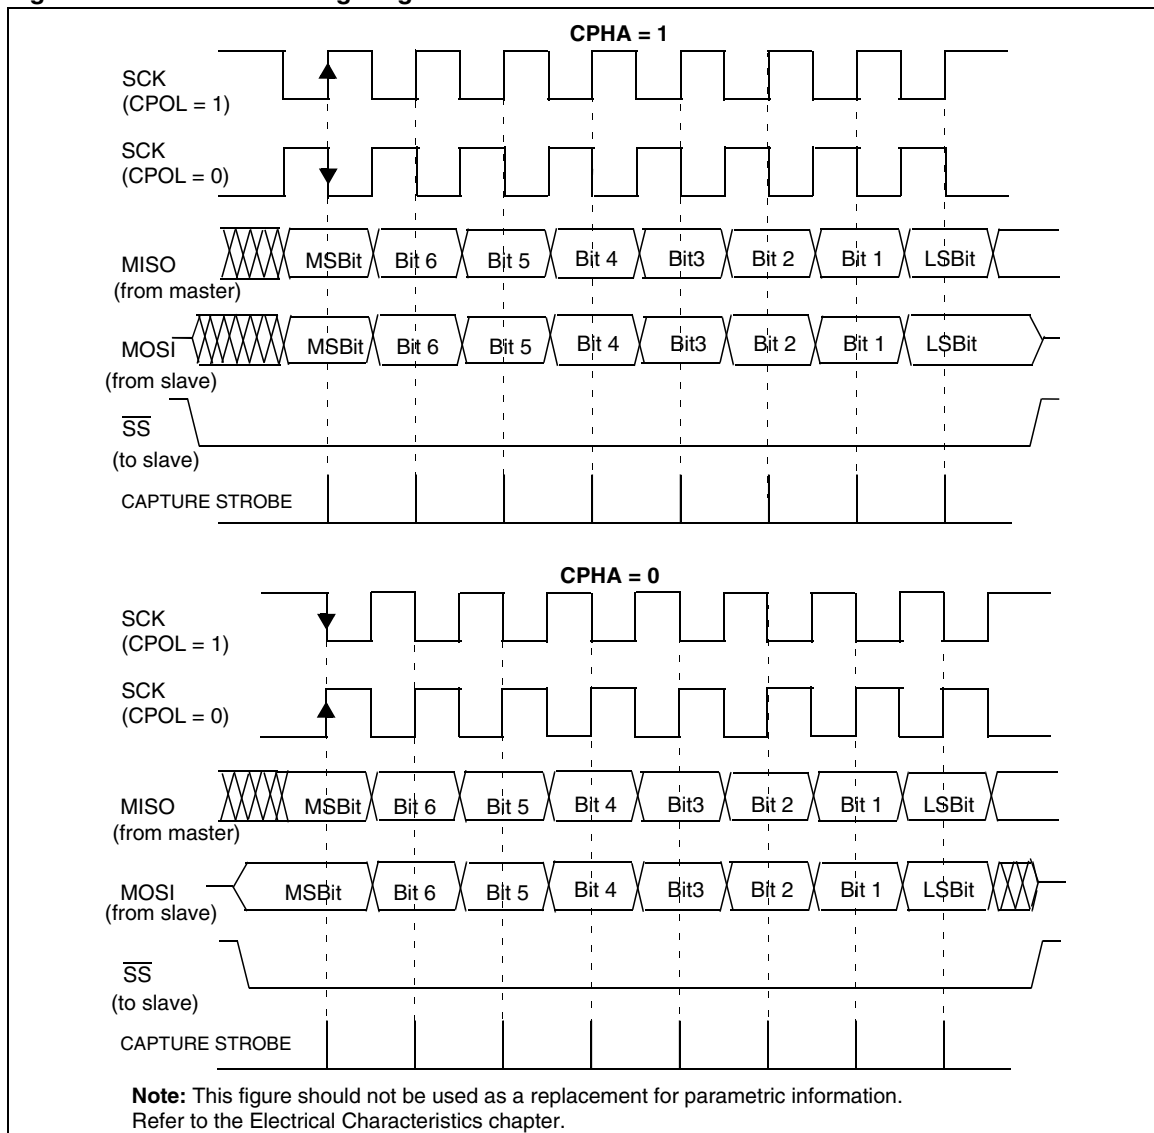 CPHA = 1
SCK
(CPOL = 1)
SCK
(CPOL = 0)
MISO
(from master)
MSBit Bit 6 Bit 5 Bit 4 Bit3 Bit 2 Bit 1 LSBit
MOSI
(from slave)
MSBit Bit 6 Bit 5 Bit 4 Bit3 Bit 2 Bit 1 LSBit
SS
(to slave)
CAPTURE STROBE
CPHA = 0
SCK
(CPOL = 1)
SCK
(CPOL = 0)
MISO
(from master)
MSBit Bit 6 Bit 5 Bit 4 Bit3 Bit 2 Bit 1 LSBit
MOSI
(from slave)
MSBit Bit 6 Bit 5 Bit 4 Bit3 Bit 2 Bit 1 LSBit
SS
(to slave)
CAPTURE STROBE
Note: This figure should not be used as a replacement for parametric information.
Refer to the Electrical Characteristics chapter.